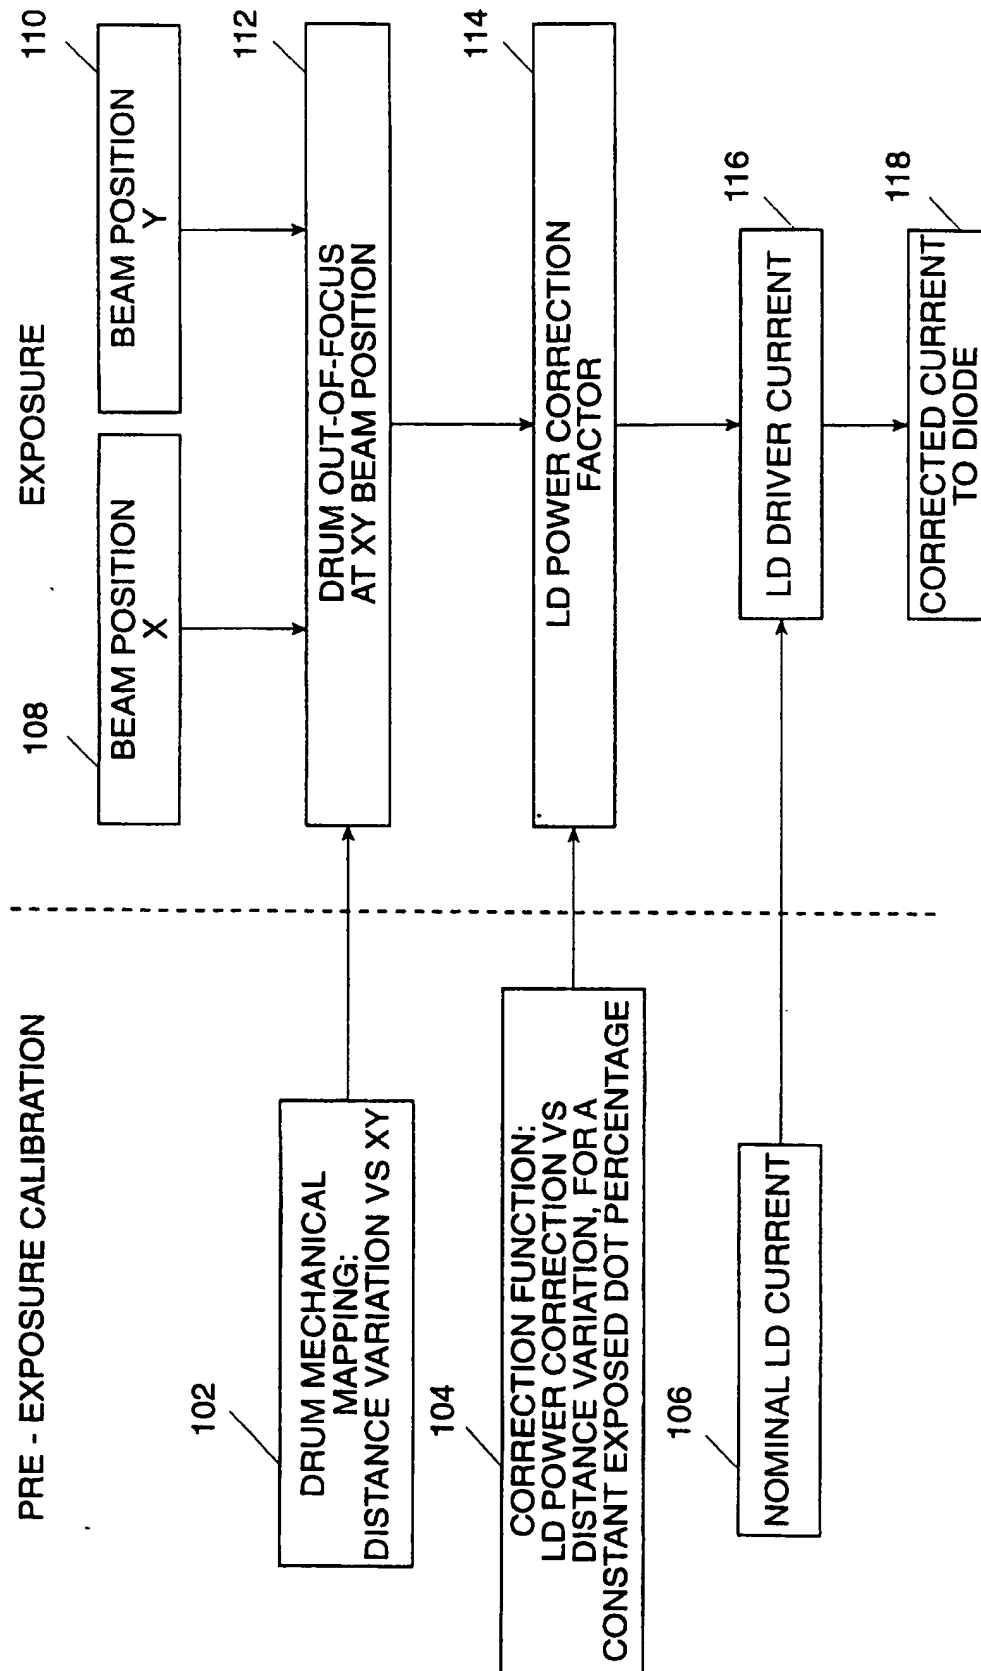 PRE - EXPOSURE CALIBRATION
102
DRUM MECHANICAL
MAPPING:
DISTANCE VARIATION VS XY
104
CORRECTION FUNCTION:
LD POWER CORRECTION VS
DISTANCE VARIATION, FOR A
CONSTANT EXPOSED DOT PERCENTAGE
106
NOMINAL LD CURRENT
EXPOSURE
108
BEAM POSITION
X
110
BEAM POSITION
Y
112
DRUM OUT-OF-FOCUS
AT XY BEAM POSITION
114
LD POWER CORRECTION
FACTOR
116
LD DRIVER CURRENT
118
CORRECTED CURRENT
TO DIODE